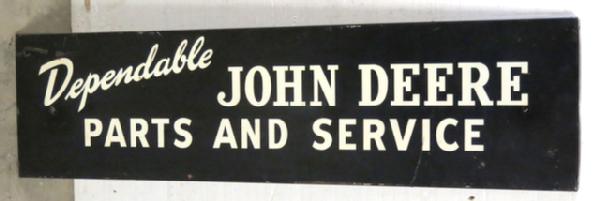 Dependable JOHN DEERE
PARTS AND SERVICE